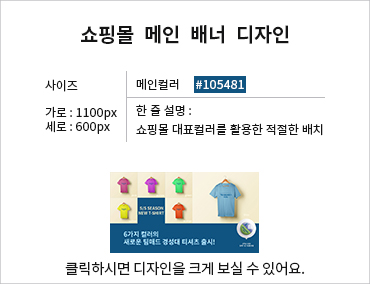 쇼핑몰 메인 배너 디자인
사이즈
가로 : 1100px
세로 : 600px
메인컬러 #105481
한 줄 설명 :
쇼핑몰 대표컬러를 활용한 적절한 배치
S/S SEASON
NEW T-SHIRT
6가지 컬러의
새로운 팀매드 경성대 티셔츠 출시!
클릭하시면 디자인을 크게 보실 수 있어요.